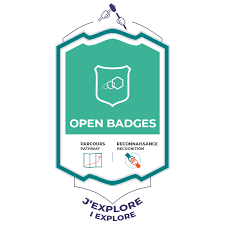 OPEN BADGES
PARCOURS
PATHWAY
RECONNAISSANCE
RECOGNITION
J'EXPLORE
I EXPLORE